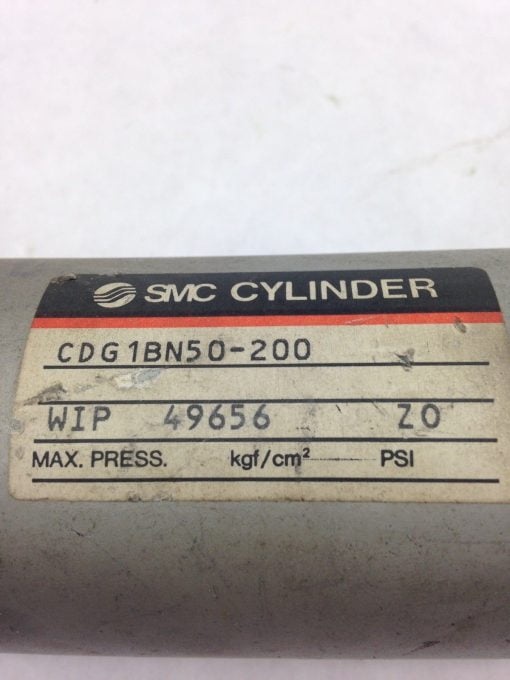 SMC CYLINDER
CDG1BN50-200
WIP 49656 ZO
MAX. PRESS. kgf/cm² PSI